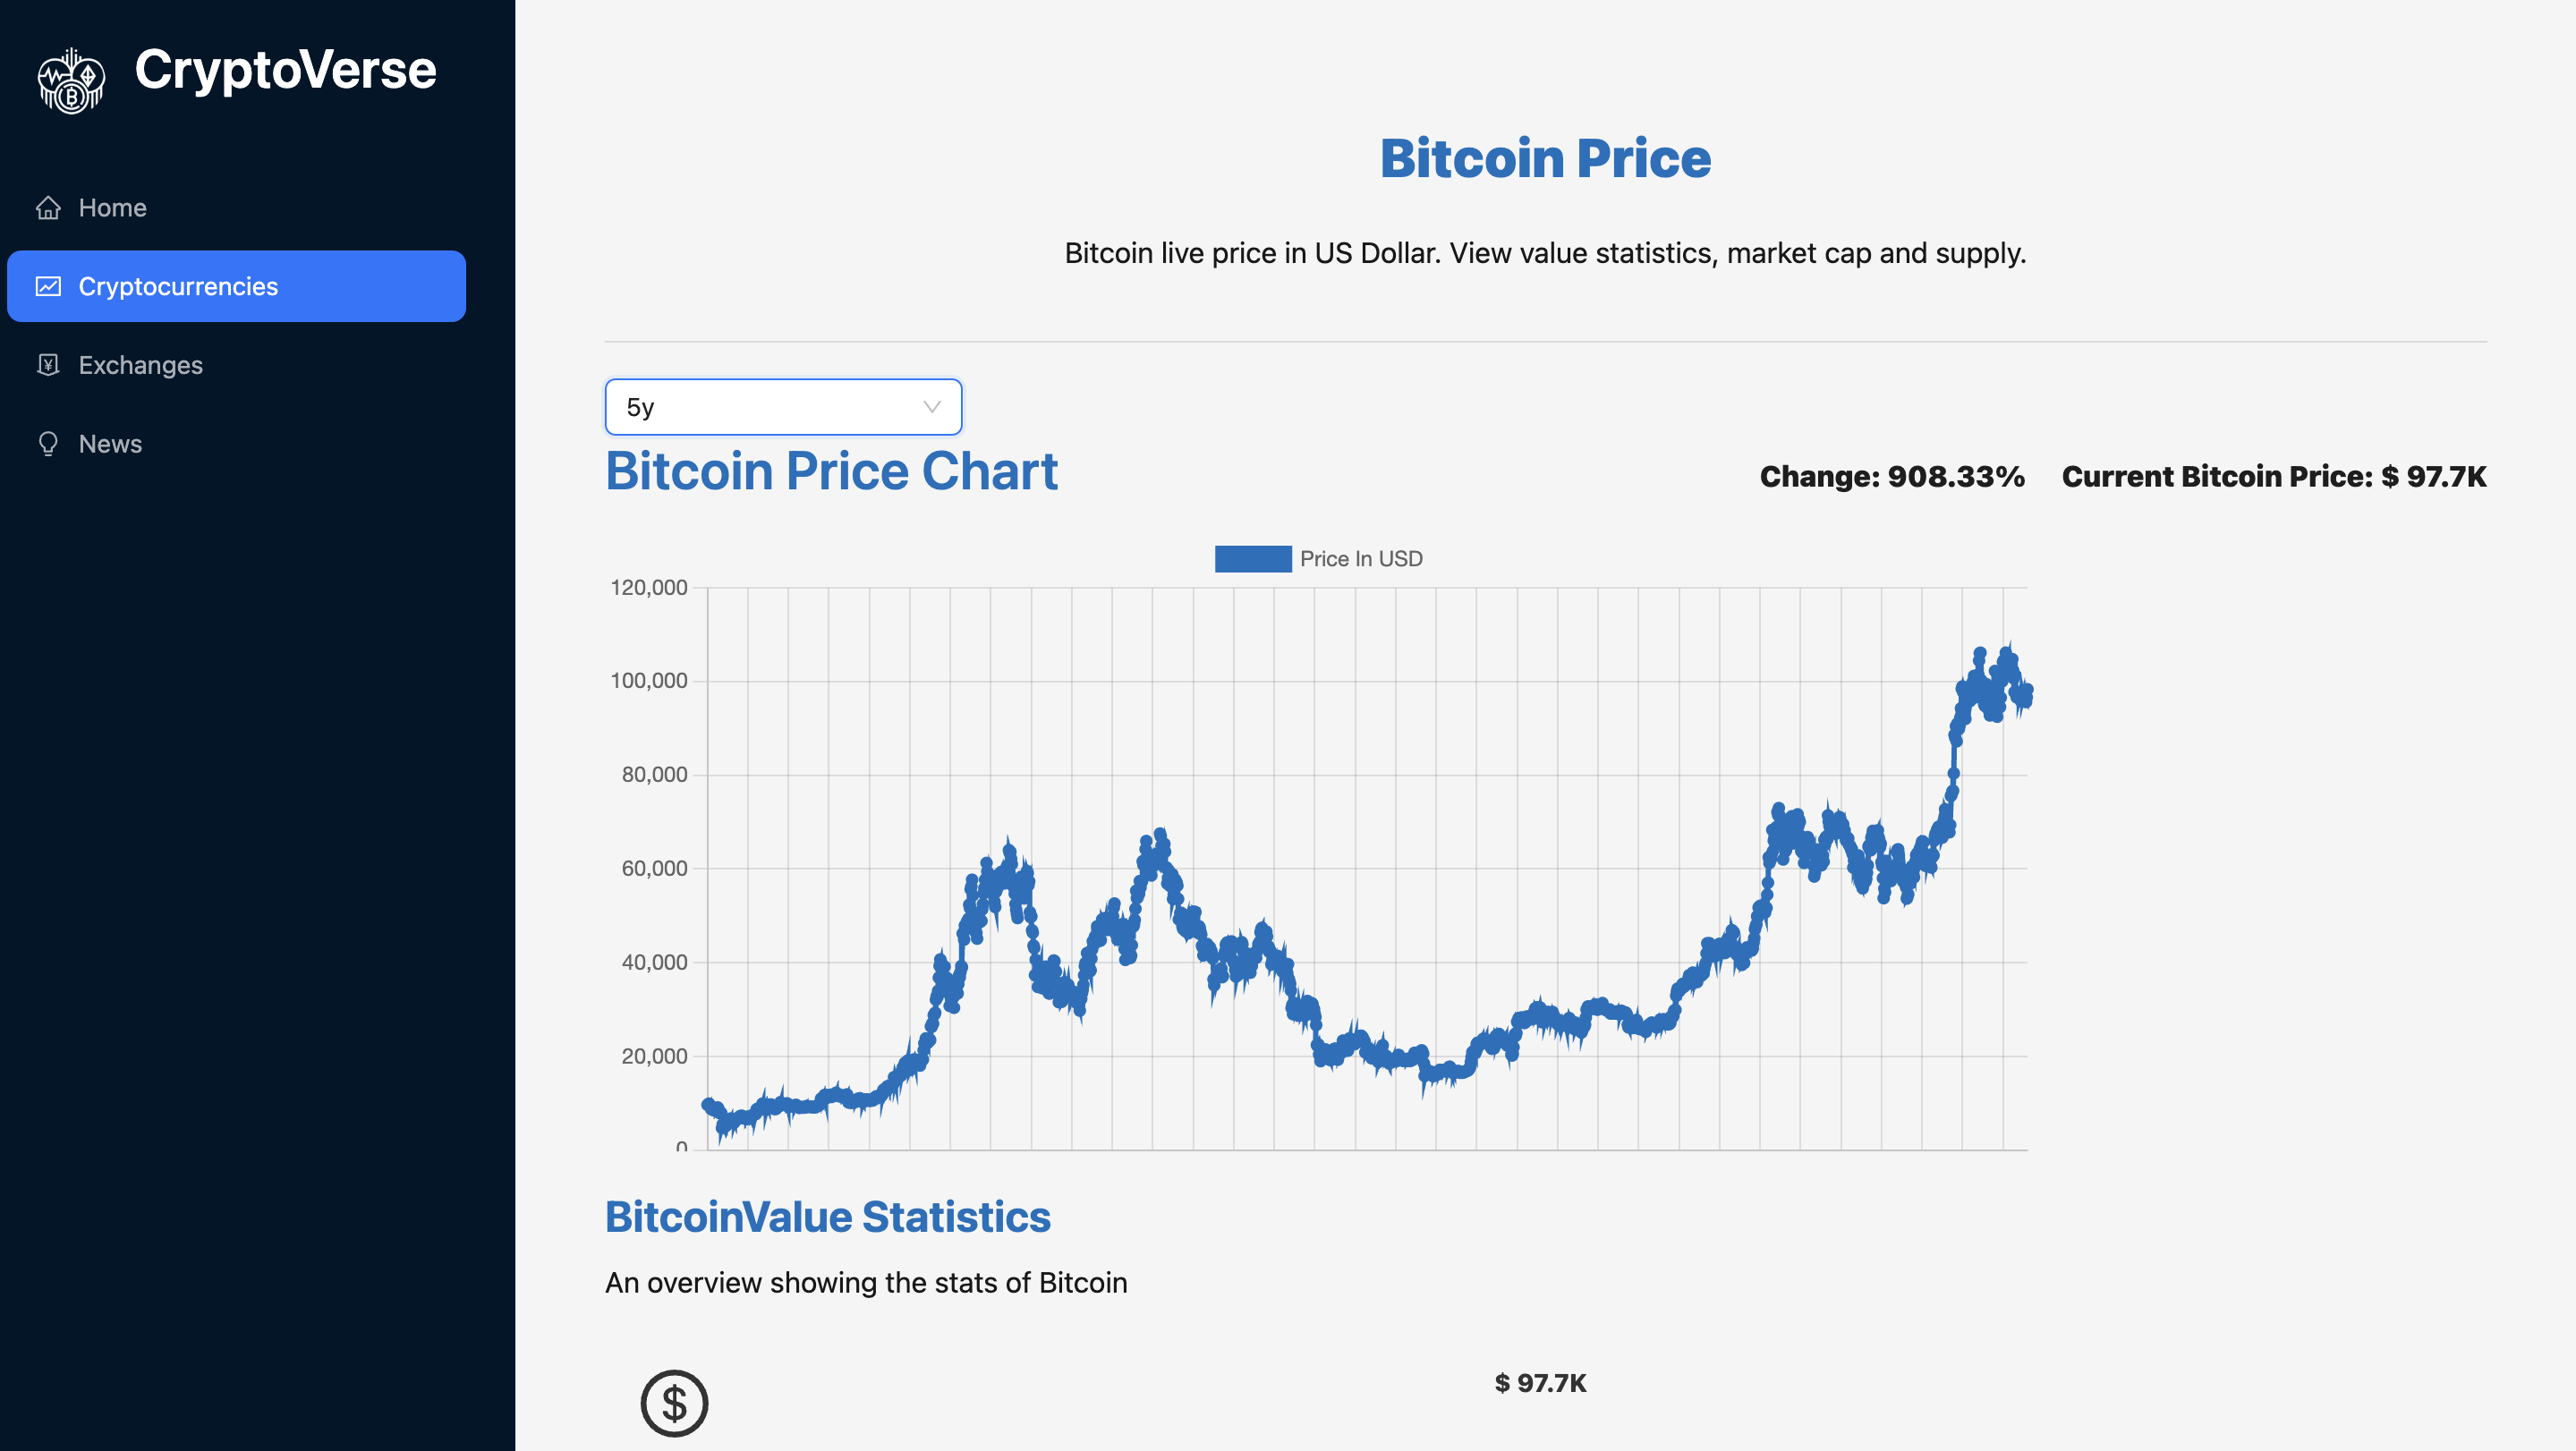 CryptoVerse
Home
Cryptocurrencies
Exchanges
News
Bitcoin Price
Bitcoin live price in US Dollar. View value statistics, market cap and supply.
5y
Bitcoin Price Chart
Change: 908.33%
Current Bitcoin Price: $ 97.7K
Price In USD
120,000
100,000
80,000
60,000
40,000
20,000
0
BitcoinValue Statistics
An overview showing the stats of Bitcoin
$
$ 97.7K